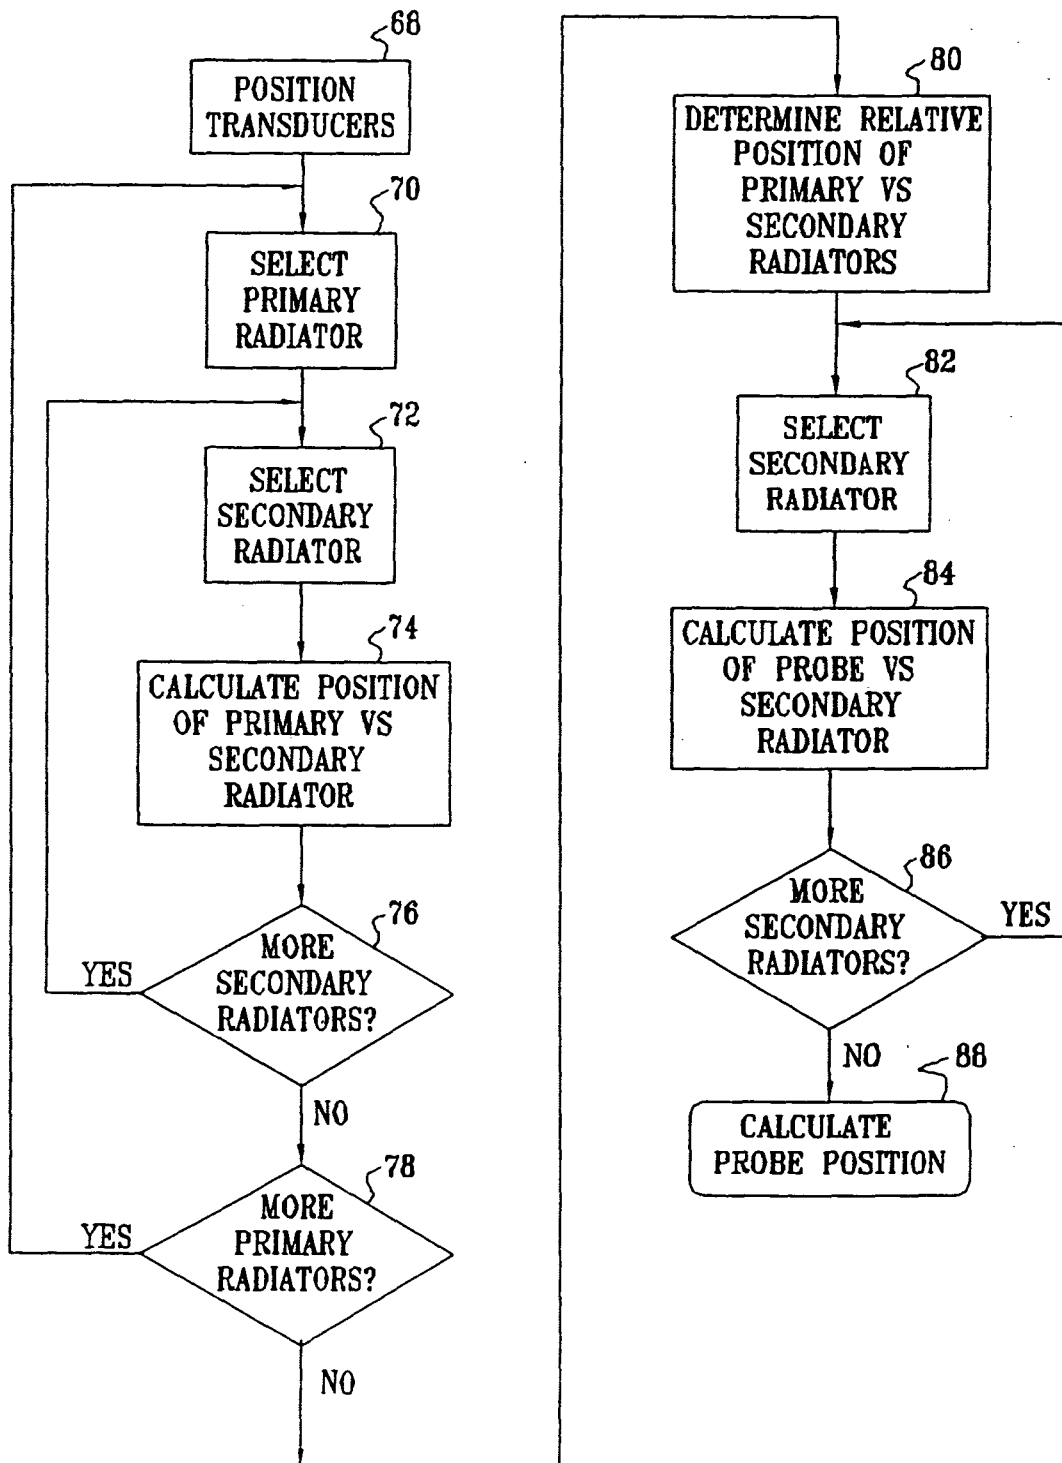 68
POSITION
TRANSDUCERS
70
SELECT
PRIMARY
RADIATOR
72
SELECT
SECONDARY
RADIATOR
74
CALCULATE POSITION
OF PRIMARY VS
SECONDARY
RADIATOR
76
MORE
SECONDARY
RADIATORS?
YES
NO
78
MORE
PRIMARY
RADIATORS?
YES
NO
80
DETERMINE RELATIVE
POSITION OF
PRIMARY VS
SECONDARY
RADIATORS
82
SELECT
SECONDARY
RADIATOR
84
CALCULATE POSITION
OF PROBE VS
SECONDARY
RADIATOR
86
MORE
SECONDARY
RADIATORS?
YES
NO
88
CALCULATE
PROBE POSITION